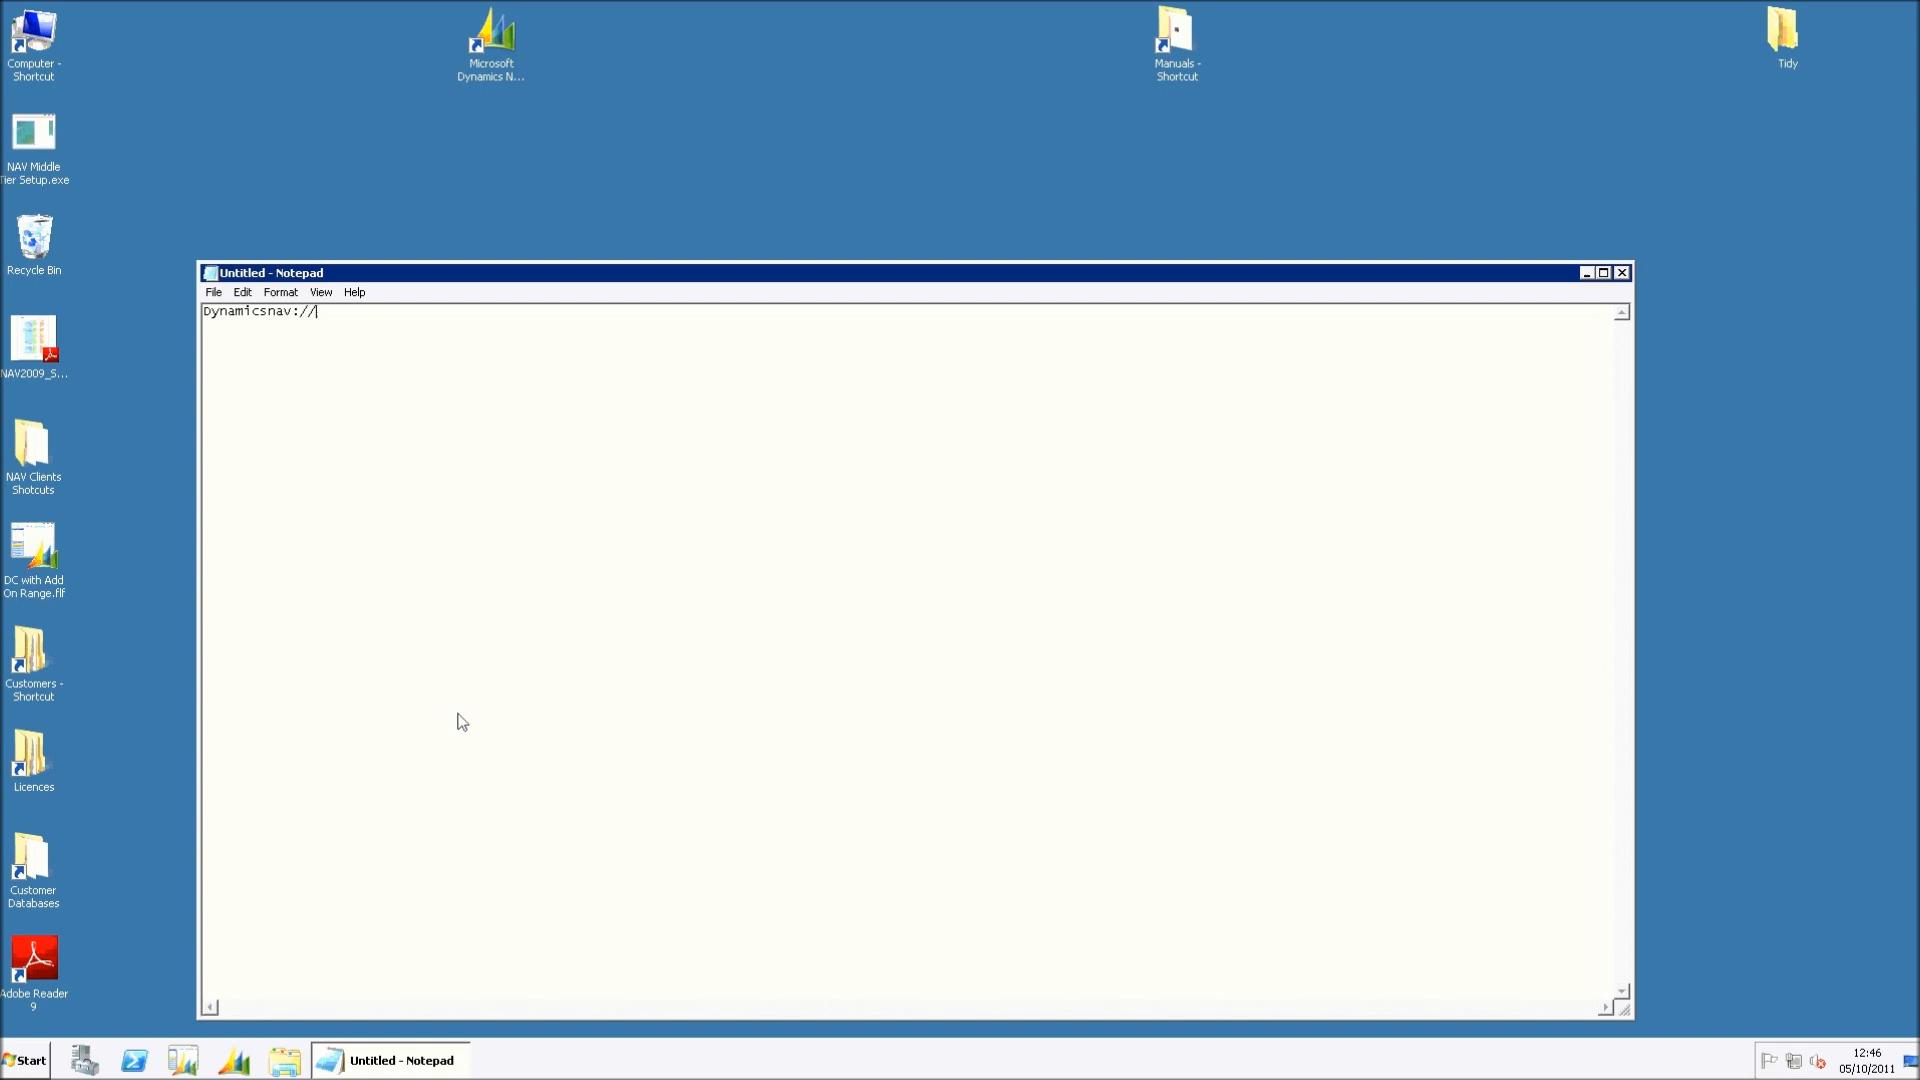 Computer -
Shortcut
Microsoft
Dynamics N...
Manuals -
Shortcut
Tidy
NAV Middle
Tier Setup.exe
Recycle Bin
NAV2009_S...
NAV Clients
Shotcuts
DC with Add
On Range.flf
Customers -
Shortcut
Licences
Customer
Databases
Adobe Reader
9
Untitled - Notepad
File Edit Format View Help
Dynamicsnav://
Start
Untitled - Notepad
12:46
05/10/2011